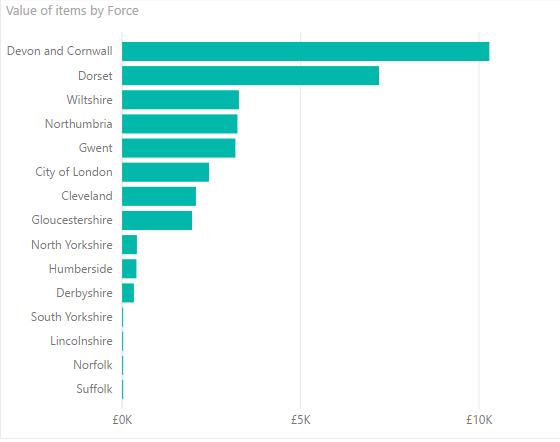 Value of items by Force
Devon and Cornwall
Dorset
Wiltshire
Northumbria
Gwent
City of London
Cleveland
Gloucestershire
North Yorkshire
Humberside
Derbyshire
South Yorkshire
Lincolnshire
Norfolk
Suffolk
£0K £5K £10K